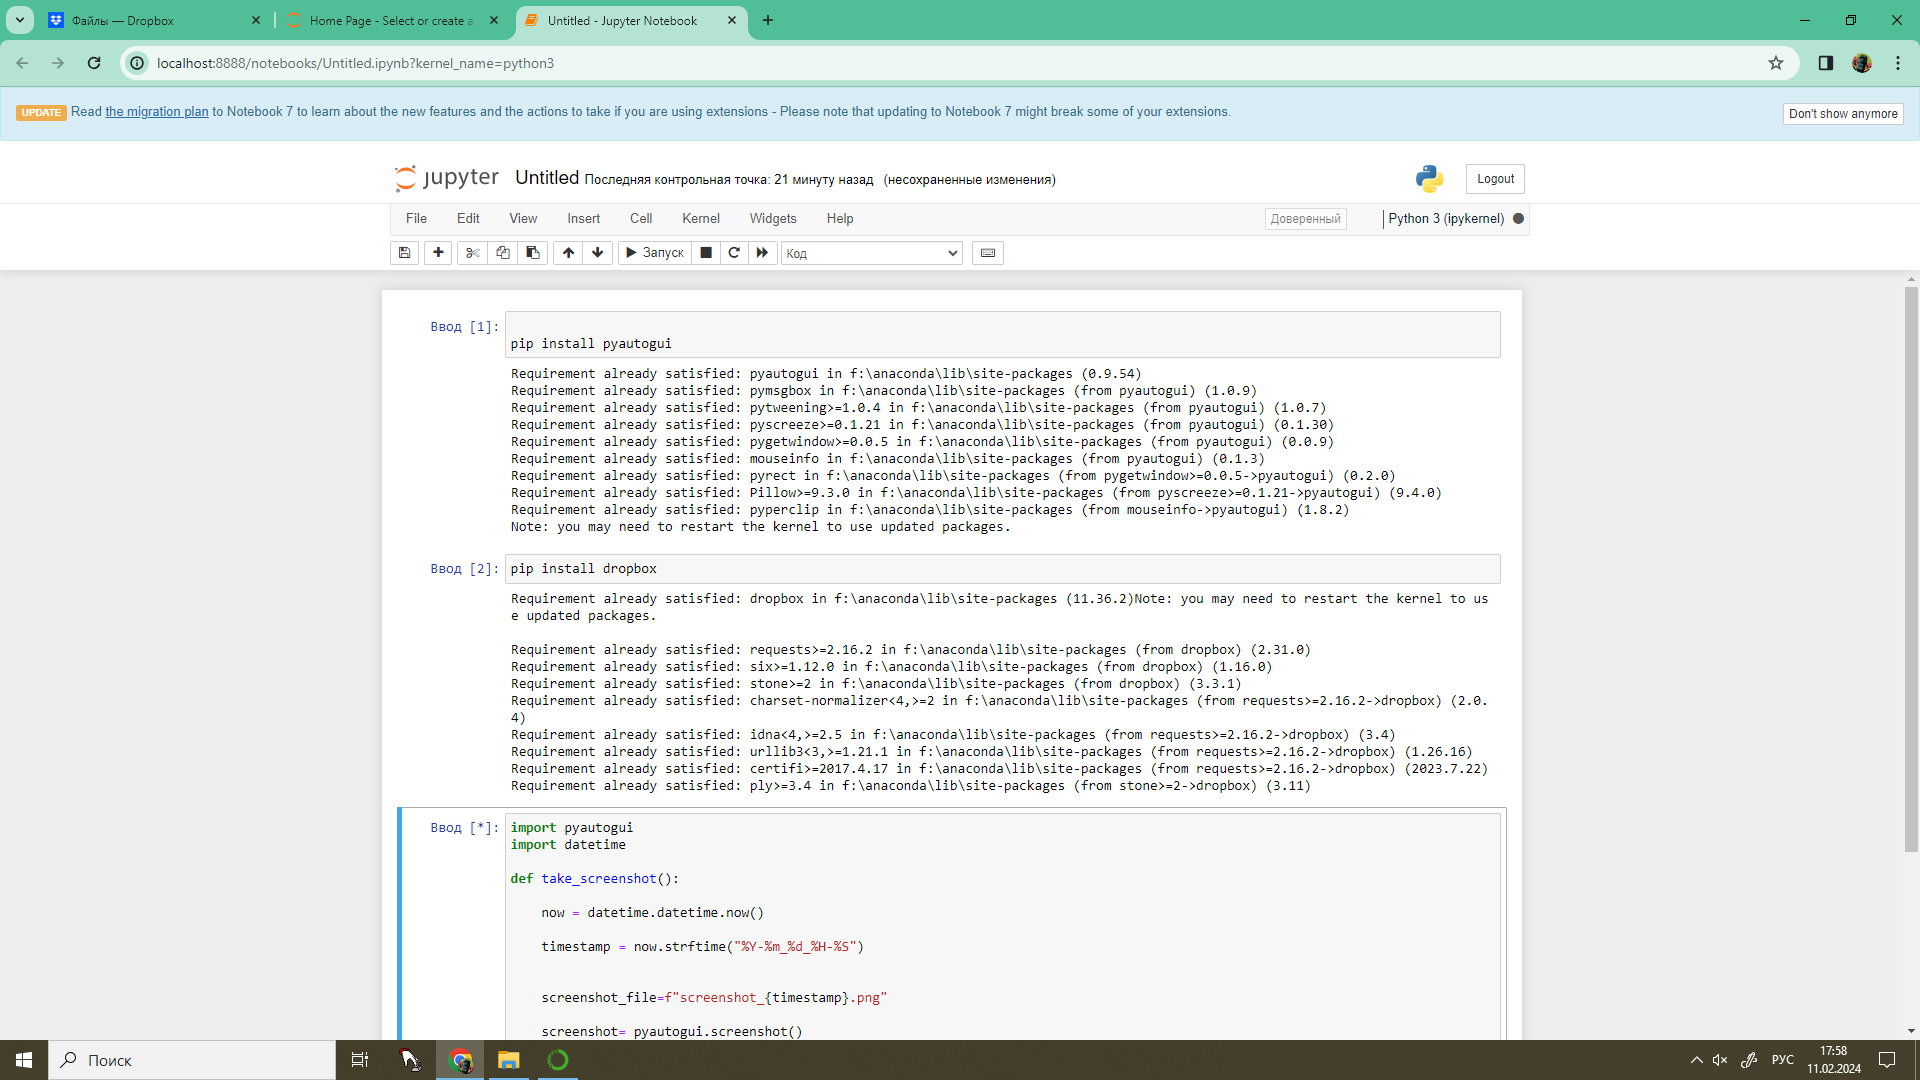 Файлы — Dropbox
Home Page - Select or create a
Untitled - Jupyter Notebook
localhost:8888/notebooks/Untitled.ipynb?kernel_name=python3
UPDATE Read the migration plan to Notebook 7 to learn about the new features and the actions to take if you are using extensions - Please note that updating to Notebook 7 might break some of your extensions.
Don't show anymore
jupyter Untitled Последняя контрольная точка: 21 минуту назад (несохраненные изменения)
Logout
File Edit View Insert Cell Kernel Widgets Help
Доверенный
Python 3 (ipykernel)
Запуск
Код
Ввод [1]:
pip install pyautogui
Requirement already satisfied: pyautogui in f:\anaconda\lib\site-packages (0.9.54)
Requirement already satisfied: pymsgbox in f:\anaconda\lib\site-packages (from pyautogui) (1.0.9)
Requirement already satisfied: pytweening>=1.0.4 in f:\anaconda\lib\site-packages (from pyautogui) (1.0.7)
Requirement already satisfied: pyscreeze>=0.1.21 in f:\anaconda\lib\site-packages (from pyautogui) (0.1.30)
Requirement already satisfied: pygetwindow>=0.0.5 in f:\anaconda\lib\site-packages (from pyautogui) (0.0.9)
Requirement already satisfied: mouseinfo in f:\anaconda\lib\site-packages (from pyautogui) (0.1.3)
Requirement already satisfied: pyrect in f:\anaconda\lib\site-packages (from pygetwindow>=0.0.5->pyautogui) (0.2.0)
Requirement already satisfied: Pillow>=9.3.0 in f:\anaconda\lib\site-packages (from pyscreeze>=0.1.21->pyautogui) (9.4.0)
Requirement already satisfied: pyperclip in f:\anaconda\lib\site-packages (from mouseinfo->pyautogui) (1.8.2)
Note: you may need to restart the kernel to use updated packages.
Ввод [2]: pip install dropbox
Requirement already satisfied: dropbox in f:\anaconda\lib\site-packages (11.36.2)Note: you may need to restart the kernel to us
e updated packages.
Requirement already satisfied: requests>=2.16.2 in f:\anaconda\lib\site-packages (from dropbox) (2.31.0)
Requirement already satisfied: six>=1.12.0 in f:\anaconda\lib\site-packages (from dropbox) (1.16.0)
Requirement already satisfied: stone>=2 in f:\anaconda\lib\site-packages (from dropbox) (3.3.1)
Requirement already satisfied: charset-normalizer<4,>=2 in f:\anaconda\lib\site-packages (from requests>=2.16.2->dropbox) (2.0.
4)
Requirement already satisfied: idna<4,>=2.5 in f:\anaconda\lib\site-packages (from requests>=2.16.2->dropbox) (3.4)
Requirement already satisfied: urllib3<3,>=1.21.1 in f:\anaconda\lib\site-packages (from requests>=2.16.2->dropbox) (1.26.16)
Requirement already satisfied: certifi>=2017.4.17 in f:\anaconda\lib\site-packages (from requests>=2.16.2->dropbox) (2023.7.22)
Requirement already satisfied: ply>=3.4 in f:\anaconda\lib\site-packages (from stone>=2->dropbox) (3.11)
Ввод [*]: import pyautogui
import datetime
def take_screenshot():
now = datetime.datetime.now()
timestamp = now.strftime("%Y-%m_%d_%H-%S")
screenshot_file=f"screenshot_{timestamp}.png"
screenshot= pyautogui.screenshot()
Поиск
РУС
17:58
11.02.2024